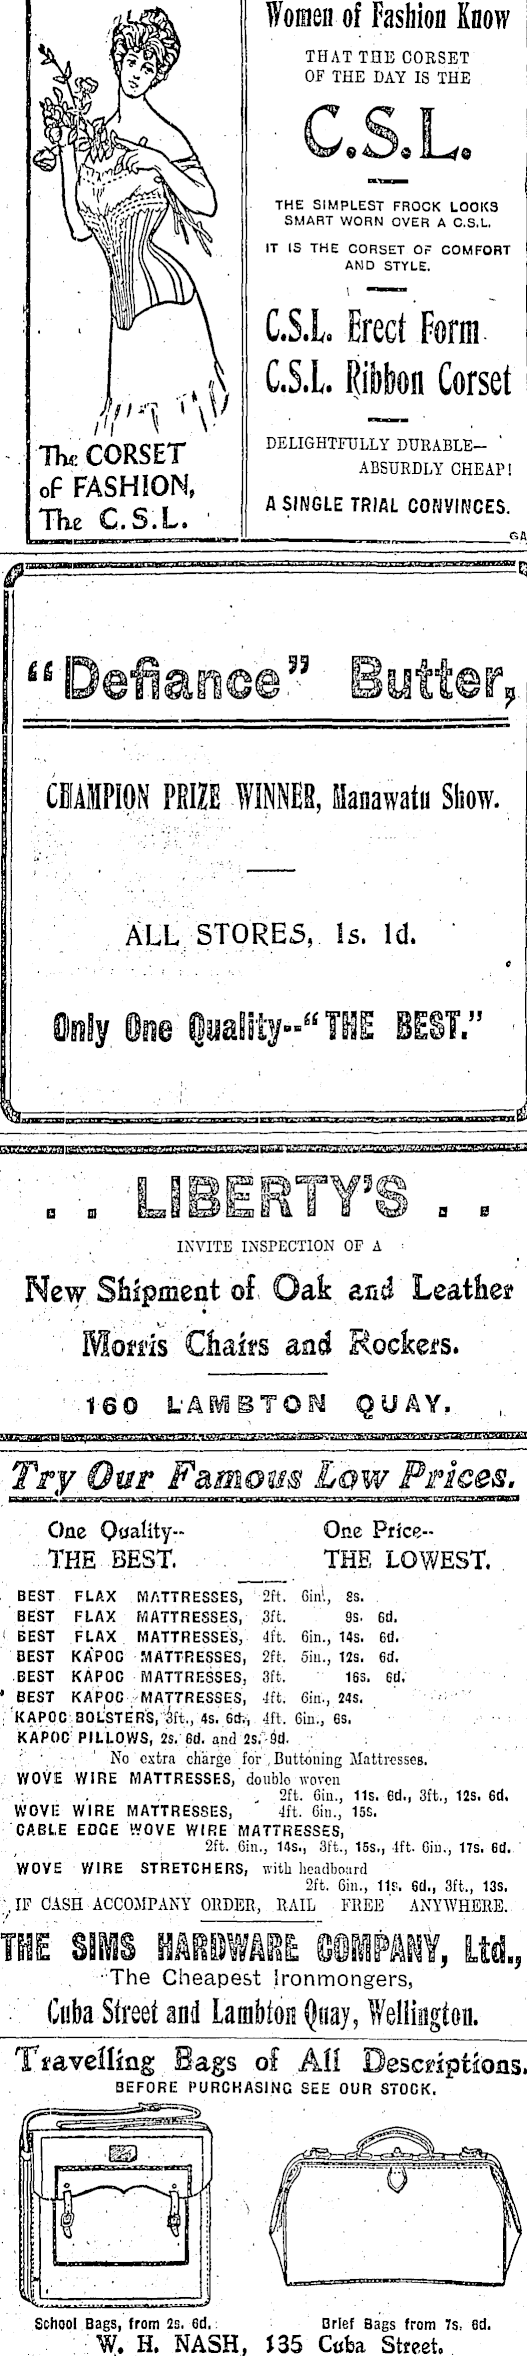 The CORSET
of FASHION,
The C.S.L.
Women of Fashion Know
THAT THE CORSET
OF THE DAY IS THE
C.S.L.
THE SIMPLEST FROCK LOOKS
SMART WORN OVER A C.S.L.
IT IS THE CORSET OF COMFORT
AND STYLE.
C.S.L. Erect Form
C.S.L. Ribbon Corset
DELIGHTFULLY DURABLE—
ABSURDLY CHEAP!
A SINGLE TRIAL CONVINCES.
"Defiance" Butter,
CHAMPION PRIZE WINNER, Manawatu Show.
ALL STORES, 1s. 1d.
Only One Quality--"THE BEST."
. . LIBERTY'S . .
INVITE INSPECTION OF A
New Shipment of Oak and Leather
Morris Chairs and Rockers.
160 LAMBTON QUAY.
Try Our Famous Low Prices.
One Quality-- One Price--
THE BEST. THE LOWEST.
BEST FLAX MATTRESSES, 2ft. 6in., 8s.
BEST FLAX MATTRESSES, 3ft. 9s. 6d.
BEST FLAX MATTRESSES, 4ft. 6in., 14s. 6d.
BEST KAPOC MATTRESSES, 2ft. 5in., 12s. 6d.
BEST KAPOC MATTRESSES, 3ft. 16s. 6d.
BEST KAPOC MATTRESSES, 4ft. 6in., 24s.
KAPOC BOLSTERS, 3ft., 4s. 6d., 4ft. 6in., 6s.
KAPOC PILLOWS, 2s. 6d. and 2s. 9d.
No extra charge for Buttoning Mattresses.
WOVE WIRE MATTRESSES, double woven
2ft. 6in., 11s. 6d., 3ft., 12s. 6d.
WOVE WIRE MATTRESSES, 4ft. 6in., 15s.
CABLE EDGE WOVE WIRE MATTRESSES,
2ft. 6in., 14s., 3ft., 15s., 4ft. 6in., 17s. 6d.
WOVE WIRE STRETCHERS, with headboard
2ft. 6in., 11s. 6d., 3ft., 13s.
IF CASH ACCOMPANY ORDER, RAIL FREE ANYWHERE.
THE SIMS HARDWARE COMPANY, Ltd.,
The Cheapest Ironmongers,
Cuba Street and Lambton Quay, Wellington.
Travelling Bags of All Descriptions.
BEFORE PURCHASING SEE OUR STOCK.
School Bags, from 2s. 6d. Brief Bags from 7s. 6d.
W. H. NASH, 135 Cuba Street.